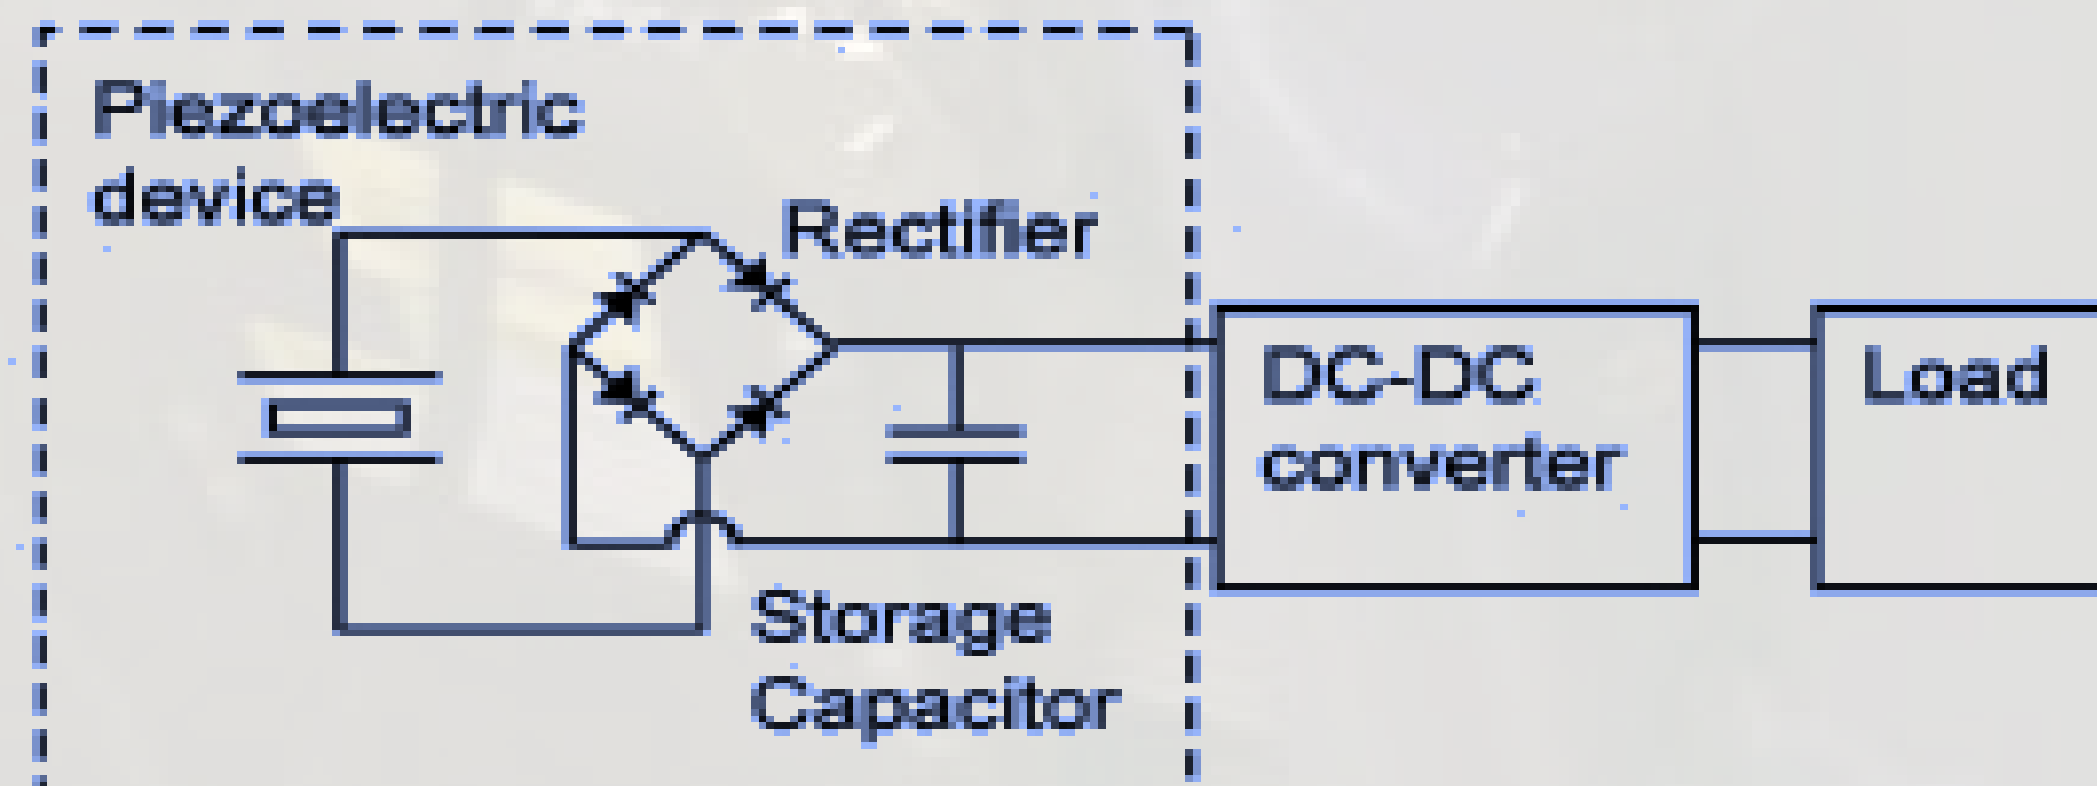 Piezoelectric
device
Rectifier
DC-DC
converter
Load
Storage
Capacitor